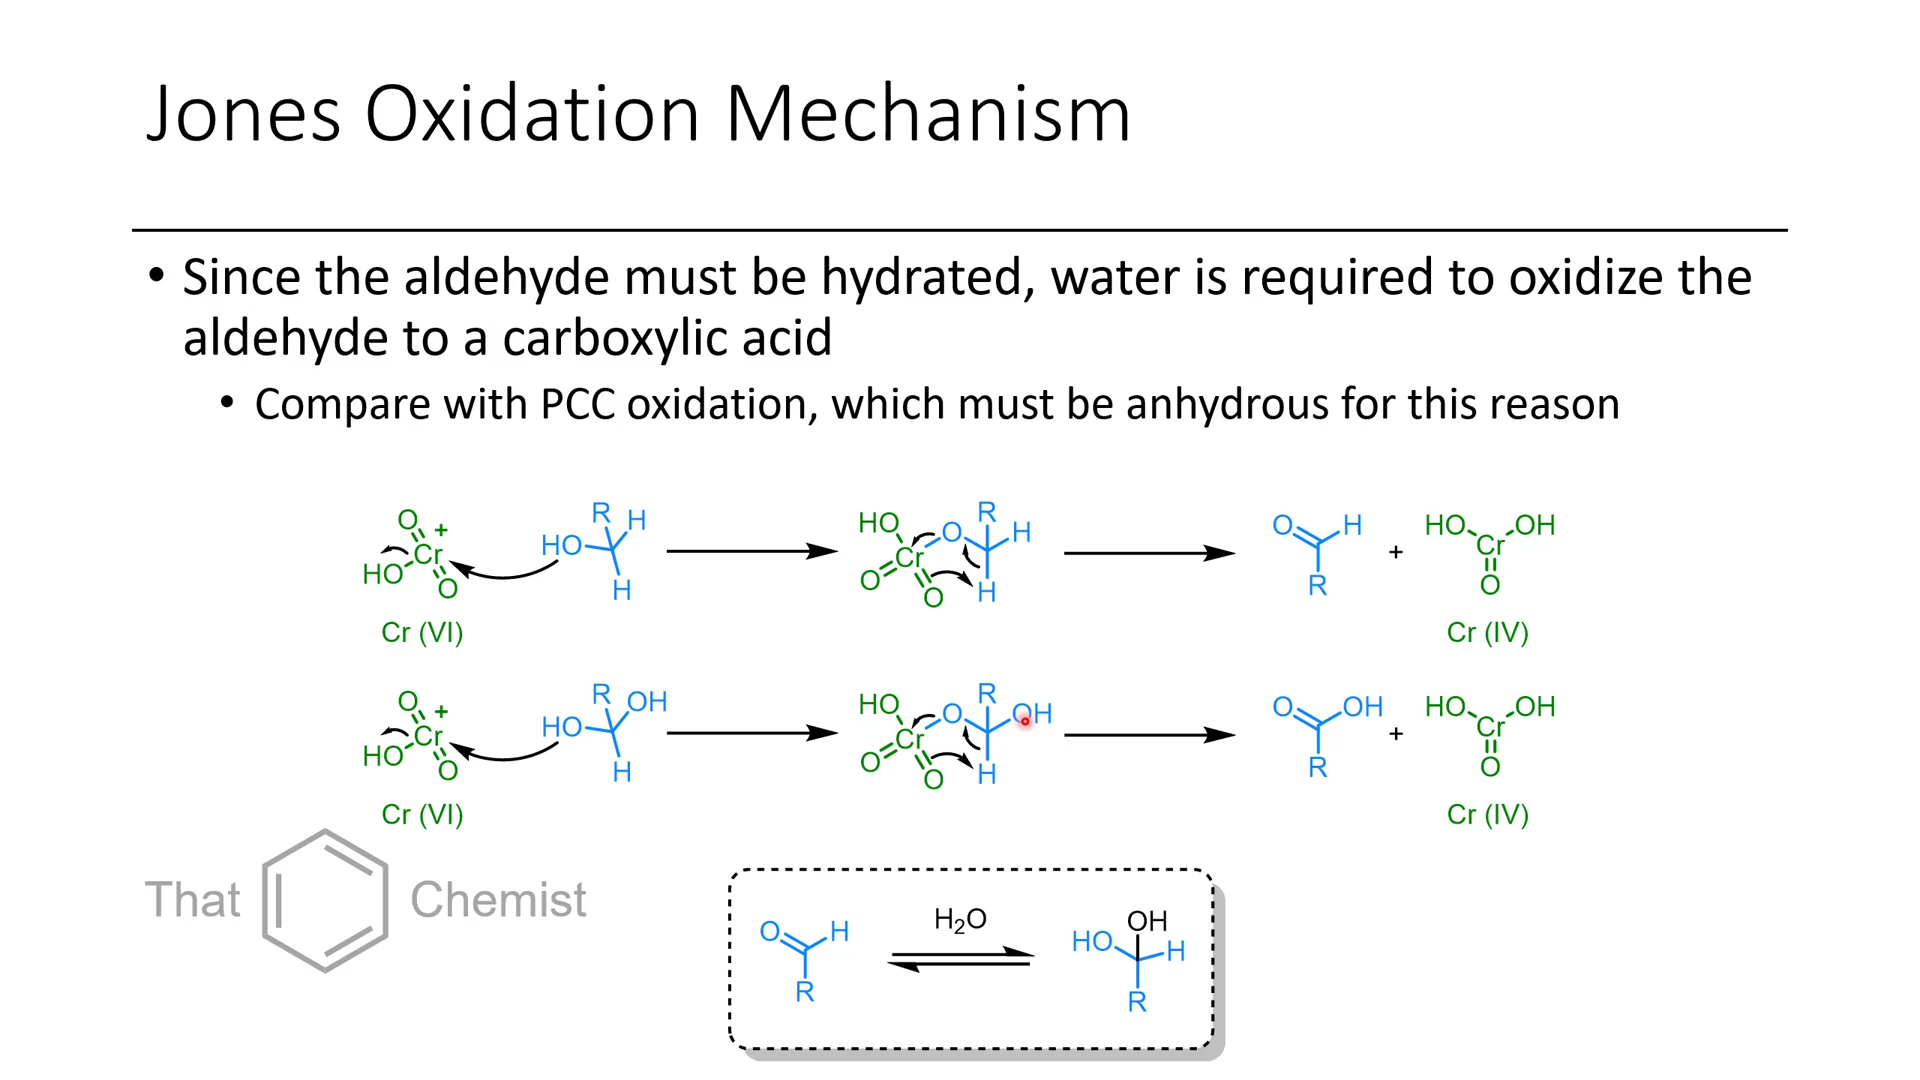 Jones Oxidation Mechanism
• Since the aldehyde must be hydrated, water is required to oxidize the
aldehyde to a carboxylic acid
• Compare with PCC oxidation, which must be anhydrous for this reason
O + Cr HO O
Cr (VI)
R H HO H
HO O R H Cr O O H
O H R
+
HO OH Cr O
Cr (IV)
O + Cr HO O
Cr (VI)
R OH HO H
HO O R OH Cr O O H
O OH R
+
HO OH Cr O
Cr (IV)
That Chemist
O H R
H₂O
OH HO H R